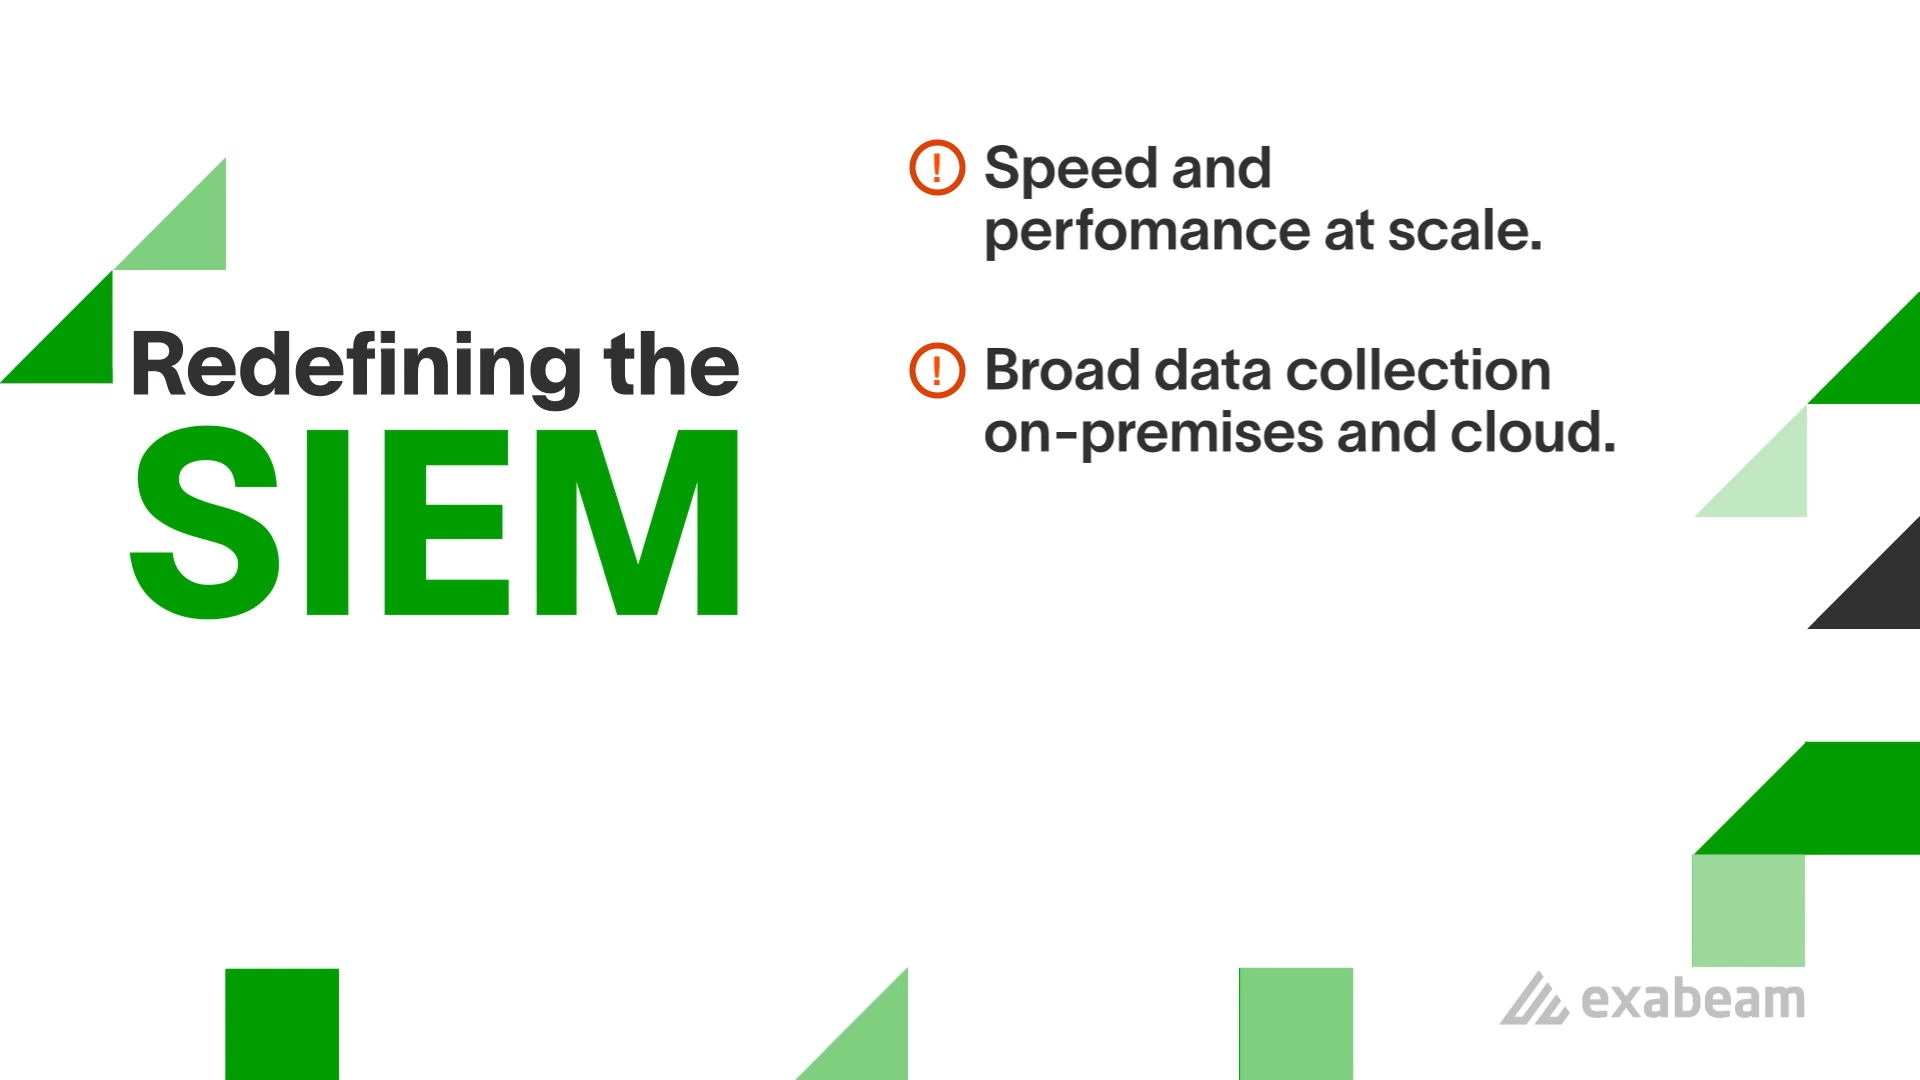 Redefining the
SIEM
! Speed and
perfomance at scale.
! Broad data collection
on-premises and cloud.
exabeam